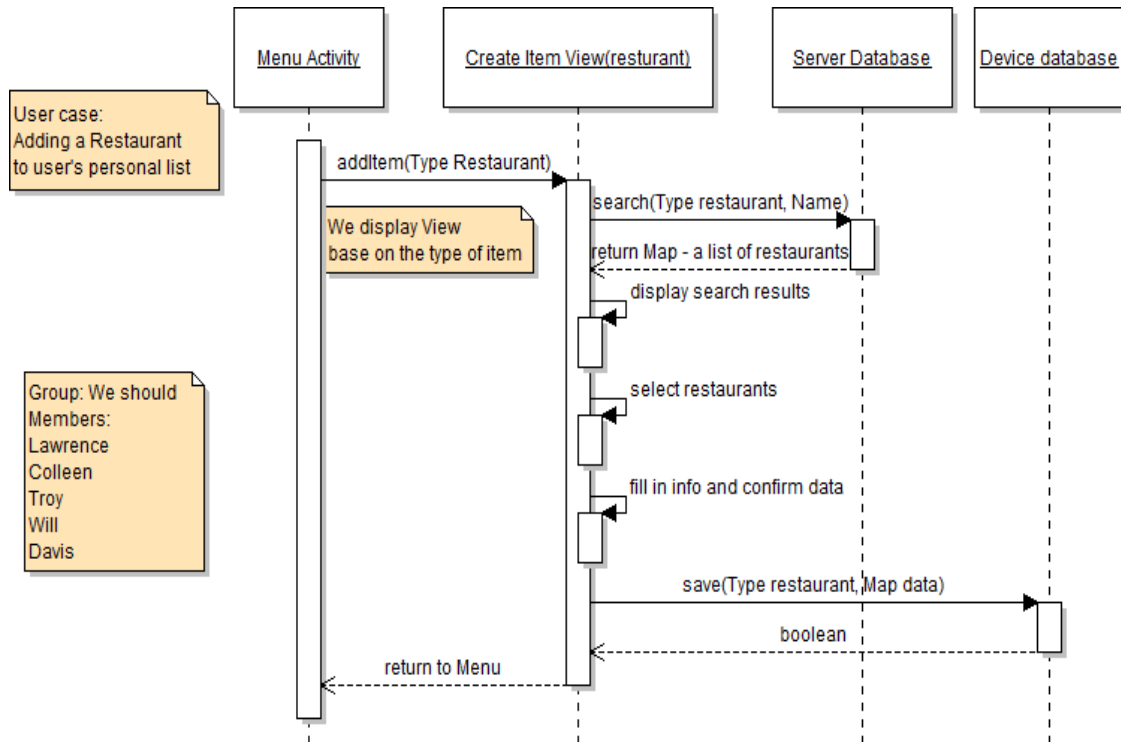 Menu Activity
Create Item View(resturant)
Server Database
Device database
User case:
Adding a Restaurant
to user's personal list
addItem(Type Restaurant)
search(Type restaurant, Name)
We display View
base on the type of item
return Map - a list of restaurants
display search results
Group: We should
Members:
Lawrence
Colleen
Troy
Will
Davis
select restaurants
fill in info and confirm data
save(Type restaurant, Map data)
boolean
return to Menu